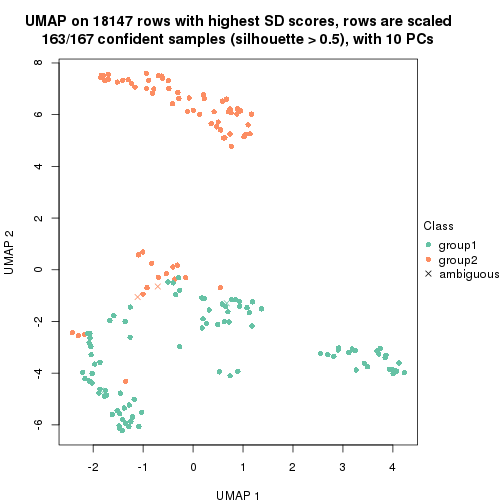 UMAP on 18147 rows with highest SD scores, rows are scaled
163/167 confident samples (silhouette > 0.5), with 10 PCs
8
6
4
2
0
-2
-4
-6
UMAP 2
-2 -1 0 1 2 3 4
UMAP 1
Class
group1
group2
ambiguous